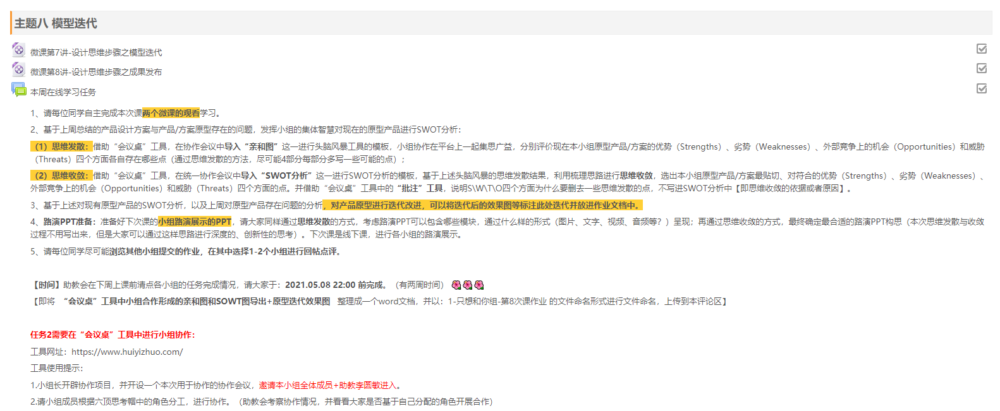 主题八 模型迭代
微课第7讲-设计思维步骤之模型迭代
微课第8讲-设计思维步骤之成果发布
本周在线学习任务
1、请每位同学自主完成本次课两个微课的观看学习。
2、基于上周总结的产品设计方案与产品/方案原型存在的问题，发挥小组的集体智慧对现在的原型产品进行SWOT分析：
（1）思维发散：借助“会议桌”工具，在协作会议中导入“亲和图”这一进行头脑风暴工具的模板，小组协作在平台上一起集思广益，分别评价现在本小组原型产品/方案的优势（Strengths）、劣势（Weaknesses）、外部竞争上的机会（Opportunities）和威胁
（Threats）四个方面各自存在哪些点（通过思维发散的方法，尽可能4部分每部分多写一些可能的点）；
（2）思维收敛：借助“会议桌”工具，在统一协作会议中导入“SWOT分析”这一进行SWOT分析的模板，基于上述头脑风暴的思维发散结果，利用梳理思路进行思维收敛，选出本小组原型产品/方案最贴切、对符合的优势（Strengths）、劣势（Weaknesses）、
外部竞争上的机会（Opportunities）和威胁（Threats）四个方面的点。并借助“会议桌”工具中的“批注”工具，说明S\W\T\O四个方面为什么要删去一些思维发散的点，不写进SWOT分析中【即思维收敛的依据或者原因】。
3、基于上述对现有原型产品的SWOT分析，以及上周对原型产品存在问题的分析，对产品原型进行迭代改进，可以将迭代后的效果图等标注此处迭代并放进作业文档中。
4、路演PPT准备：准备好下次课的小组路演展示的PPT，请大家同样通过思维发散的方式，考虑路演PPT可以包含哪些模块，通过什么样的形式（图片、文字、视频、音频等？）呈现；再通过思维收敛的方式，最终确定最合适的路演PPT构思（本次思维发散与收敛
过程不用写出来，但是大家可以通过这样思路进行深度的、创新性的思考）。下次课是线下课，进行各小组的路演展示。
5、请每位同学尽可能浏览其他小组提交的作业，在其中选择1-2个小组进行回帖点评。
【时间】助教会在下周上课前清点各小组的任务完成情况，请大家于：2021.05.08 22:00 前完成。（有两周时间）
【即将 “会议桌”工具中小组合作形成的亲和图和SOWT图导出+原型迭代效果图 整理成一个word文档，并以：1-只想和你组-第8次课作业 的文件命名形式进行文件命名，上传到本评论区】
任务2需要在“会议桌”工具中进行小组协作：
工具网址：https://www.huiyizhuo.com/
工具使用提示：
1.小组长开辟协作项目，并开设一个本次用于协作的协作会议，邀请本小组全体成员+助教李圆敏进入。
2.请小组成员根据六顶思考帽中的角色分工，进行协作。（助教会考察协作情况，并看看大家是否基于自己分配的角色开展合作）